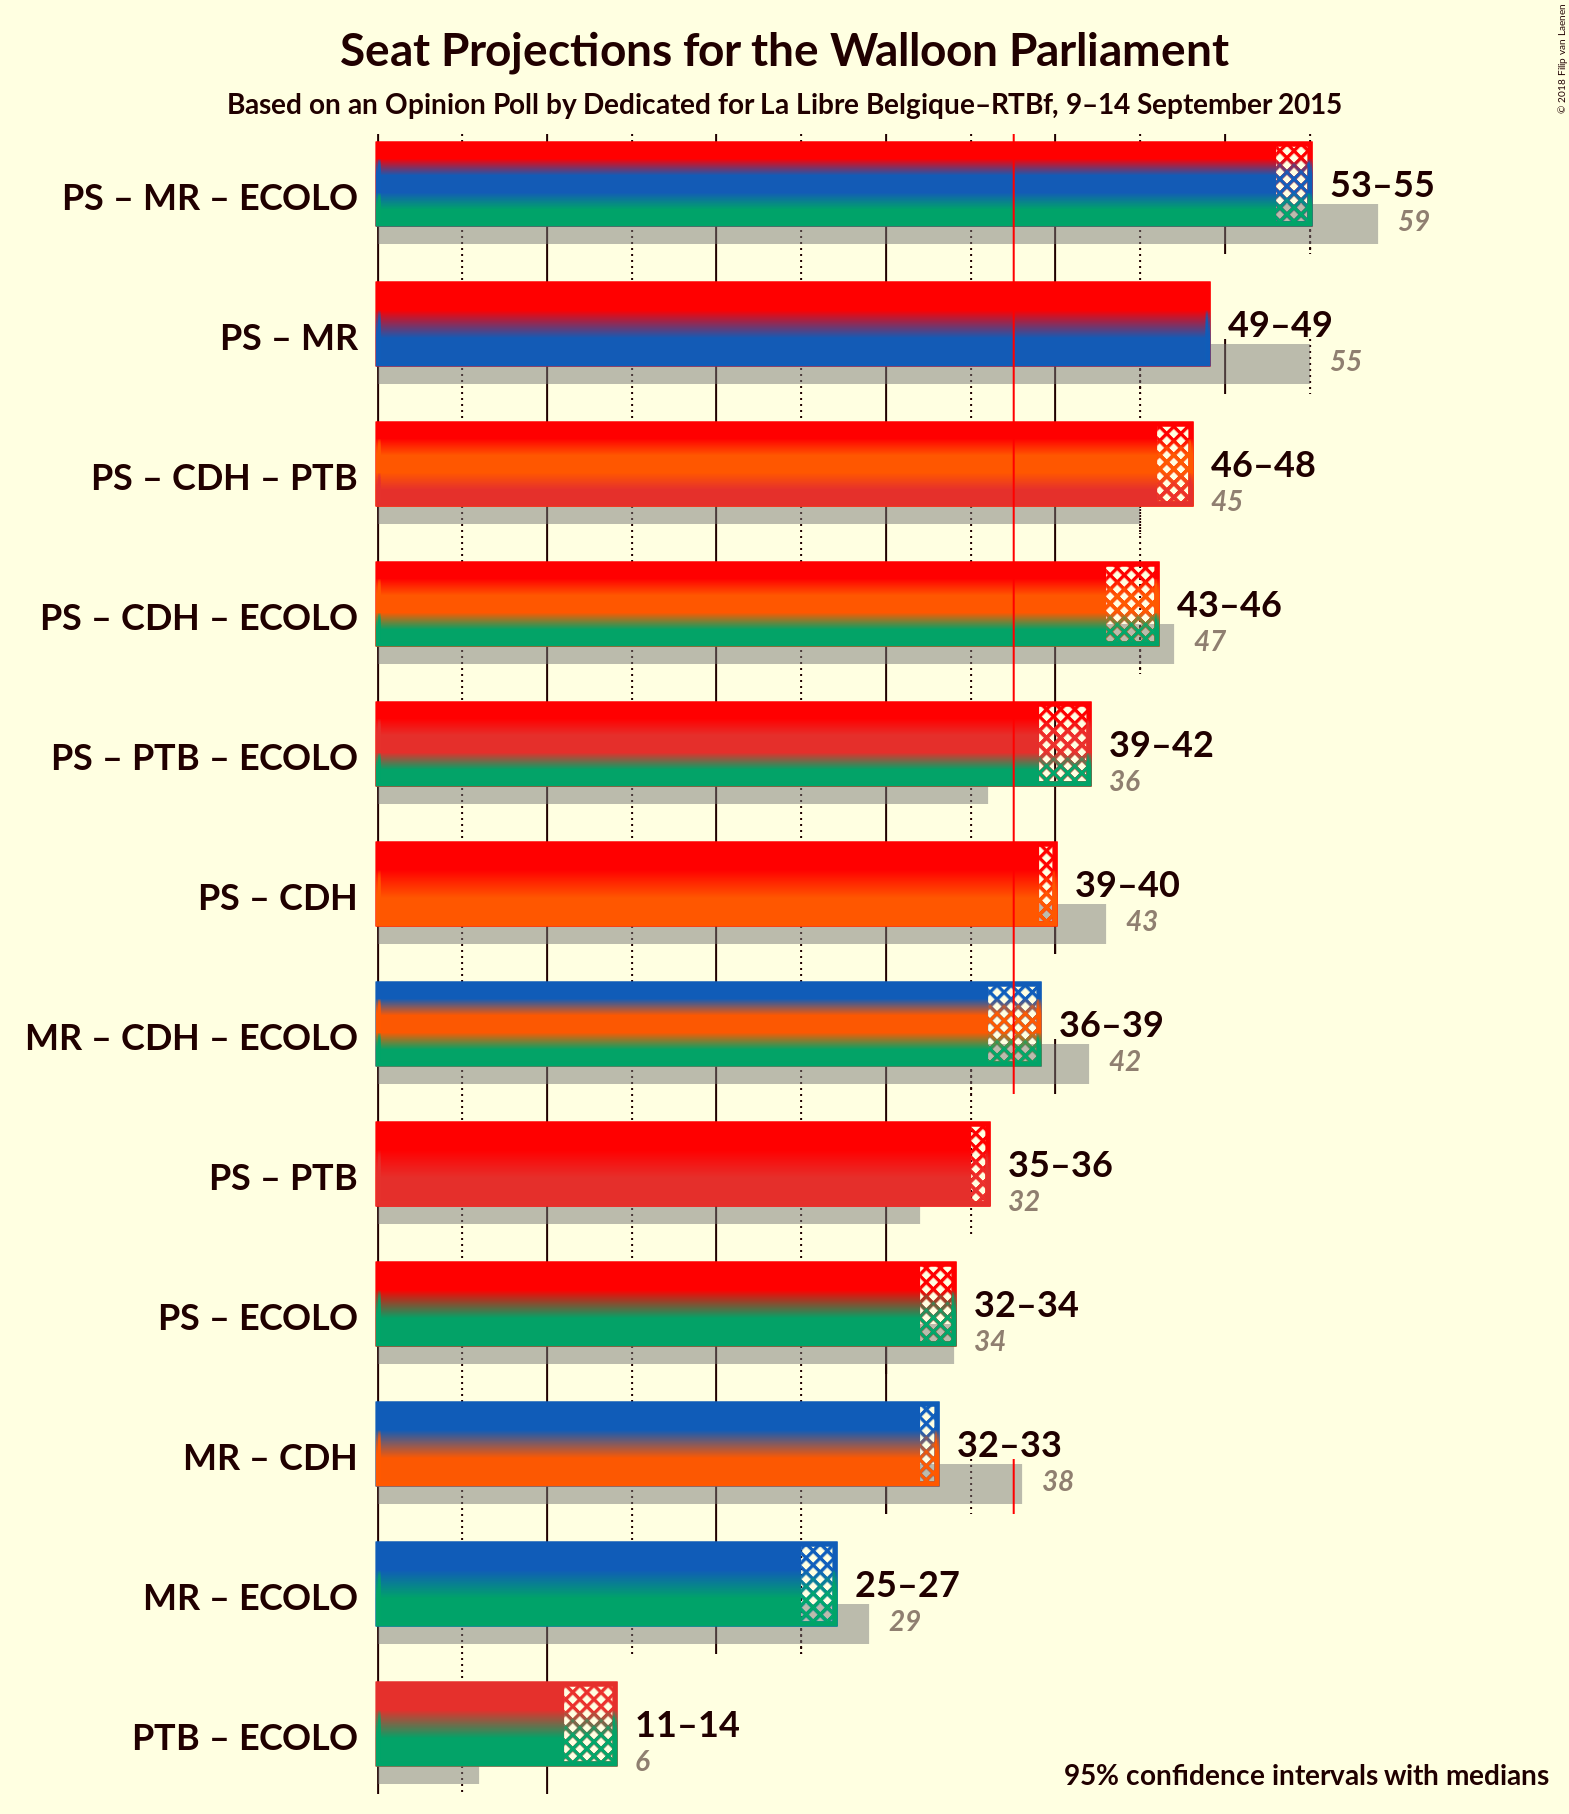 Seat Projections for the Walloon Parliament
Based on an Opinion Poll by Dedicated for La Libre Belgique–RTBf, 9–14 September 2015
© 2018 Filip van Laenen
PS – MR – ECOLO
53–55
59
PS – MR
49–49
55
PS – CDH – PTB
46–48
45
PS – CDH – ECOLO
43–46
47
PS – PTB – ECOLO
39–42
36
PS – CDH
39–40
43
MR – CDH – ECOLO
36–39
42
PS – PTB
35–36
32
PS – ECOLO
32–34
34
MR – CDH
32–33
38
MR – ECOLO
25–27
29
PTB – ECOLO
11–14
6
95% confidence intervals with medians